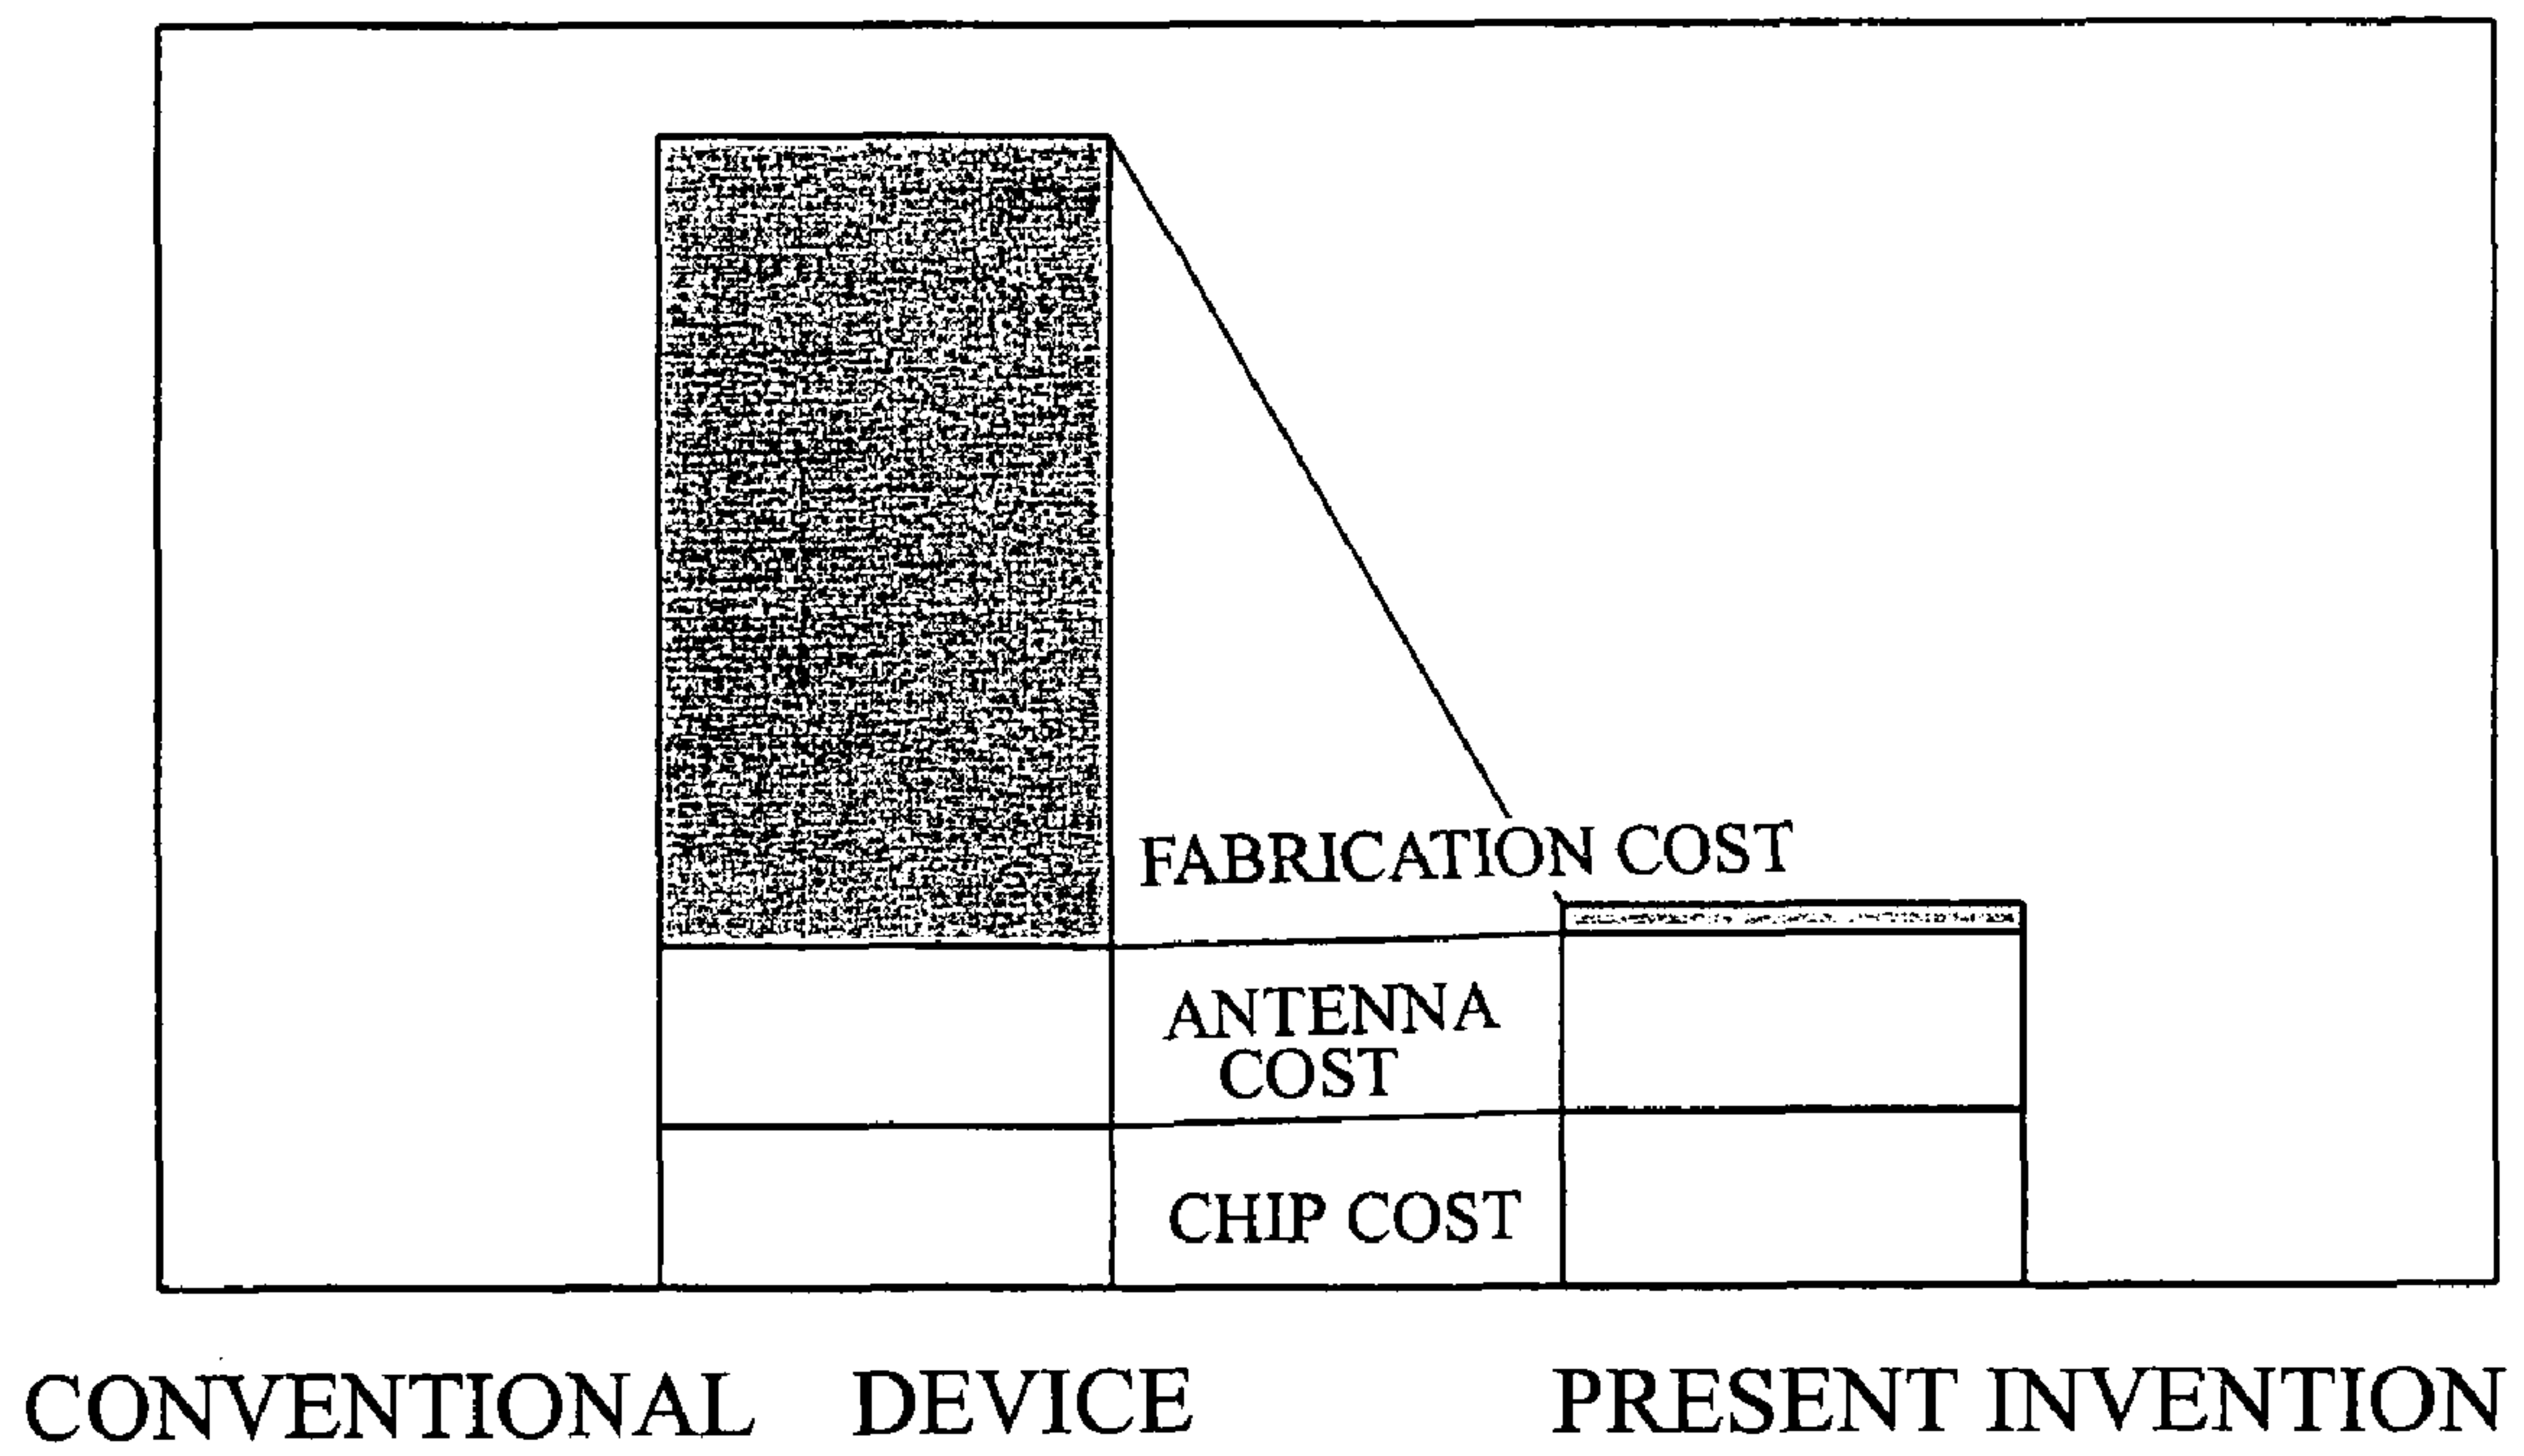 FABRICATION COST
ANTENNA
COST
CHIP COST
CONVENTIONAL DEVICE
PRESENT INVENTION